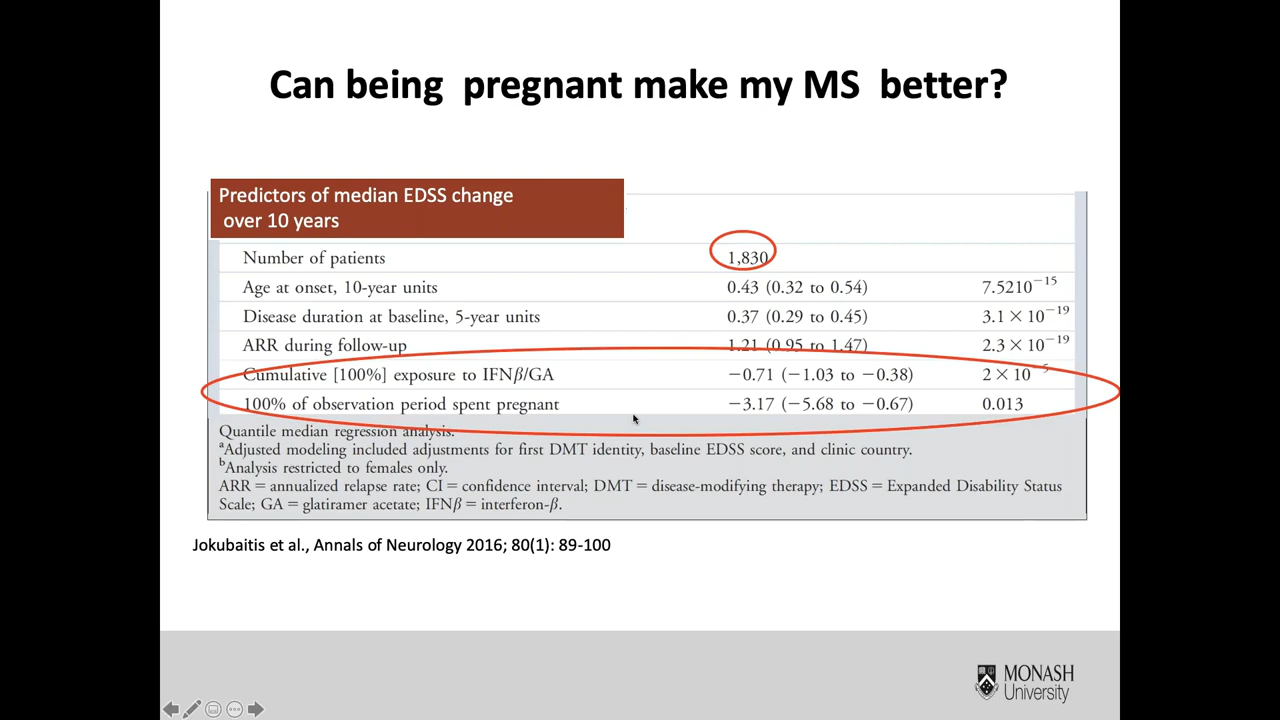 Can being pregnant make my MS better?
Predictors of median EDSS change
over 10 years
Number of patients 1,830
Age at onset, 10-year units 0.43 (0.32 to 0.54) 7.5210⁻¹⁵
Disease duration at baseline, 5-year units 0.37 (0.29 to 0.45) 3.1 × 10⁻¹⁹
ARR during follow-up 1.21 (0.95 to 1.47) 2.3 × 10⁻¹⁹
Cumulative [100%] exposure to IFNβ/GA −0.71 (−1.03 to −0.38) 2 × 10⁻⁵
100% of observation period spent pregnant −3.17 (−5.68 to −0.67) 0.013
Quantile median regression analysis.
ᵃAdjusted modeling included adjustments for first DMT identity, baseline EDSS score, and clinic country.
ᵇAnalysis restricted to females only.
ARR = annualized relapse rate; CI = confidence interval; DMT = disease-modifying therapy; EDSS = Expanded Disability Status
Scale; GA = glatiramer acetate; IFNβ = interferon-β.
Jokubaitis et al., Annals of Neurology 2016; 80(1): 89-100
MONASH
University